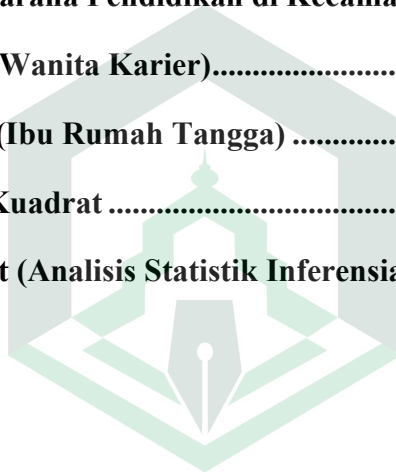 arana Pendidikan di Kecama
Wanita Karier)..............................
(Ibu Rumah Tangga) .................
Kuadrat .........................................
t (Analisis Statistik Inferensia